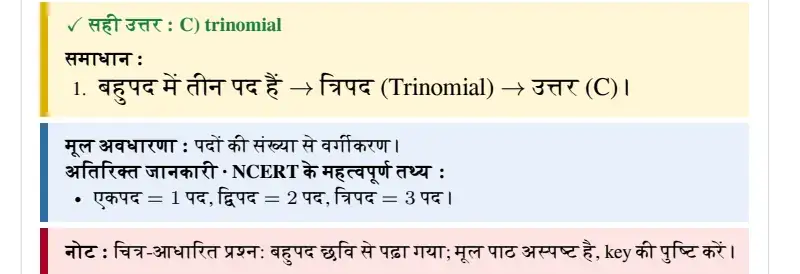 ✓ सही उत्तर : C) trinomial
समाधान :
1. बहुपद में तीन पद हैं → त्रिपद (Trinomial) → उत्तर (C)।
मूल अवधारणा : पदों की संख्या से वर्गीकरण।
अतिरिक्त जानकारी · NCERT के महत्वपूर्ण तथ्य :
• एकपद = 1 पद, द्विपद = 2 पद, त्रिपद = 3 पद।
नोट : चित्र-आधारित प्रश्न: बहुपद छवि से पढ़ा गया; मूल पाठ अस्पष्ट है, key की पुष्टि करें।